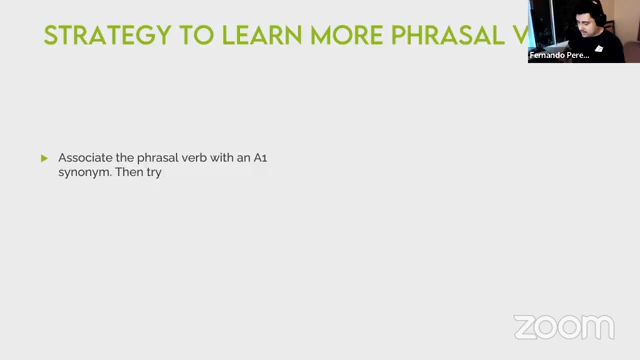 STRATEGY TO LEARN MORE PHRASAL V
Fernando Pere...
Associate the phrasal verb with an A1
synonym. Then try
zoom